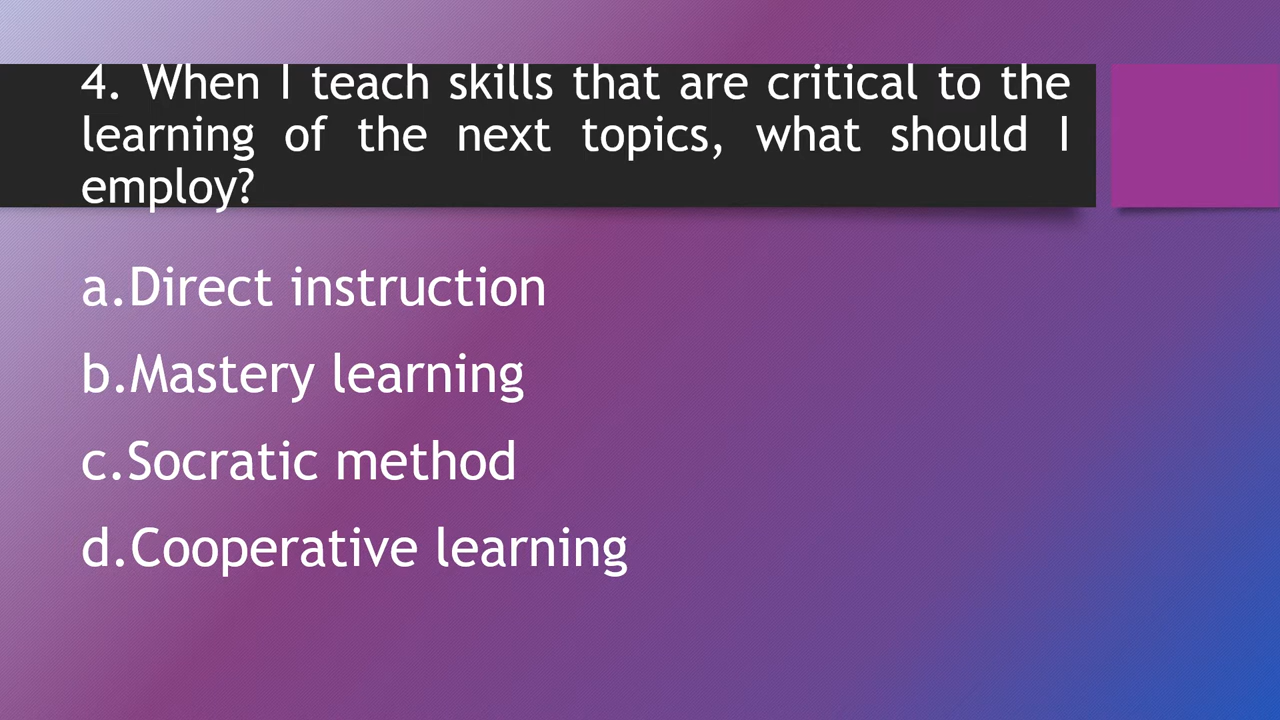 4. When I teach skills that are critical to the
learning of the next topics, what should I
employ?
a.Direct instruction
b.Mastery learning
c.Socratic method
d.Cooperative learning